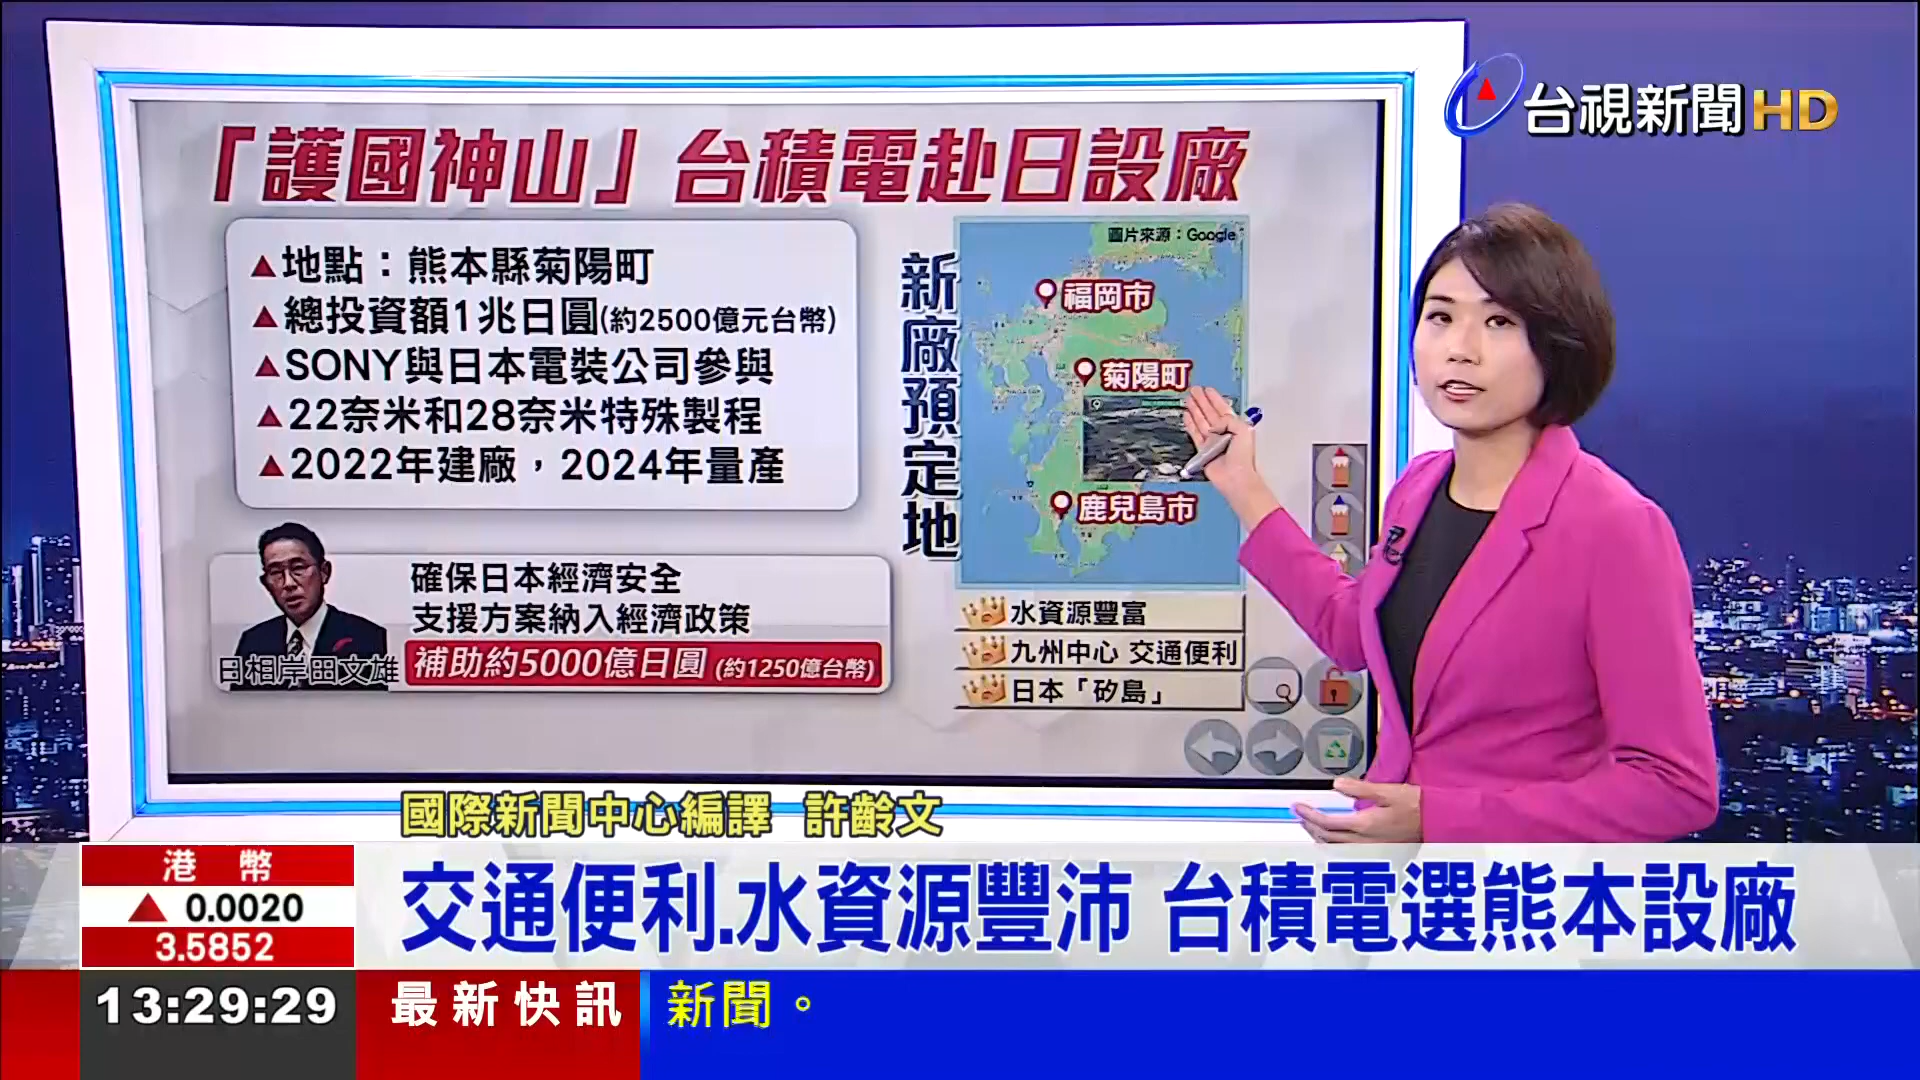 台視新聞HD
「護國神山」台積電赴日設廠
▲地點：熊本縣菊陽町
▲總投資額1兆日圓(約2500億元台幣)
▲SONY與日本電裝公司參與
▲22奈米和28奈米特殊製程
▲2022年建廠，2024年量產
日相岸田文雄
確保日本經濟安全
支援方案納入經濟政策
補助約5000億日圓 (約1250億台幣)
新廠預定地
圖片來源：Google
福岡市
菊陽町
鹿兒島市
水資源豐富
九州中心 交通便利
日本「矽島」
國際新聞中心編譯 許齡文
港幣
▲ 0.0020
3.5852
交通便利.水資源豐沛 台積電選熊本設廠
13:29:29
最新快訊
新聞。